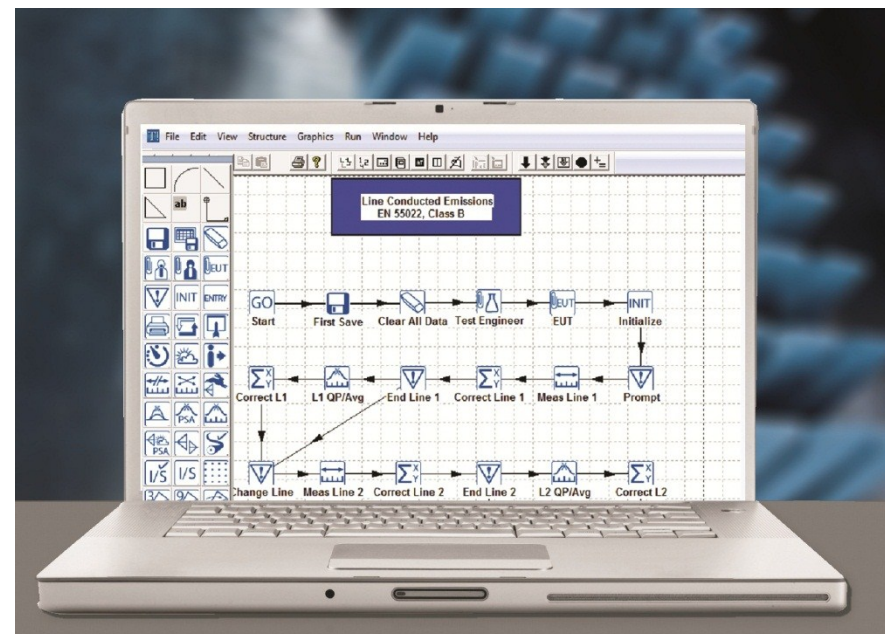 File Edit View Structure Graphics Run Window Help
ab
Line Conducted Emissions
EN 55022, Class B
EUT
INIT ENTRY
GO EUT INIT
Start First Save Clear All Data Test Engineer EUT Initialize
PSA
Σ X Y Σ X Y
Correct L1 L1 QP/Avg End Line 1 Correct Line 1 Meas Line 1 Prompt
PSA
I/S I/S
Σ X Y Σ X Y
Change Line Meas Line 2 Correct Line 2 End Line 2 L2 QP/Avg Correct L2